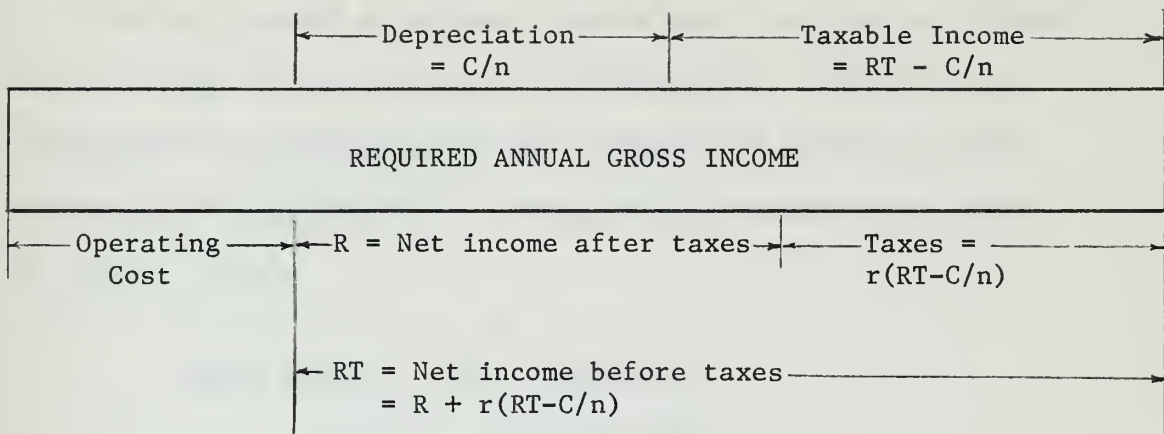 Depreciation Taxable Income
= C/n = RT - C/n
REQUIRED ANNUAL GROSS INCOME
Operating R = Net income after taxes Taxes =
Cost r(RT-C/n)
RT = Net income before taxes
= R + r(RT-C/n)